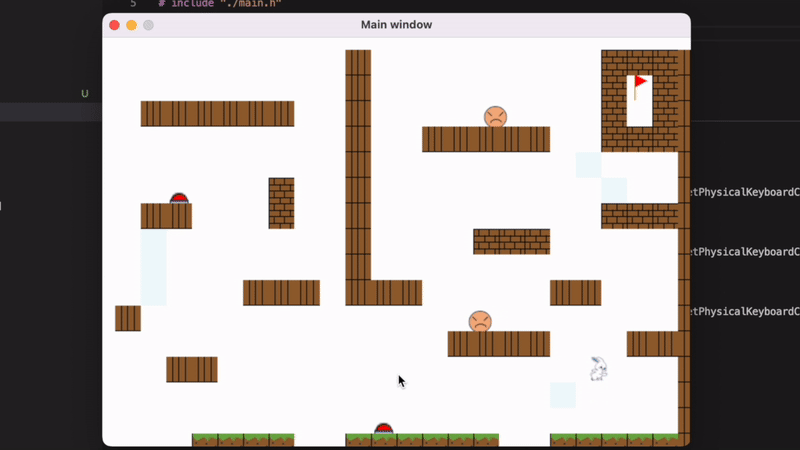 5 # include "./main.h"
Main window
U
etPhysicalKeyboardC
etPhysicalKeyboardC
etPhysicalKeyboardC